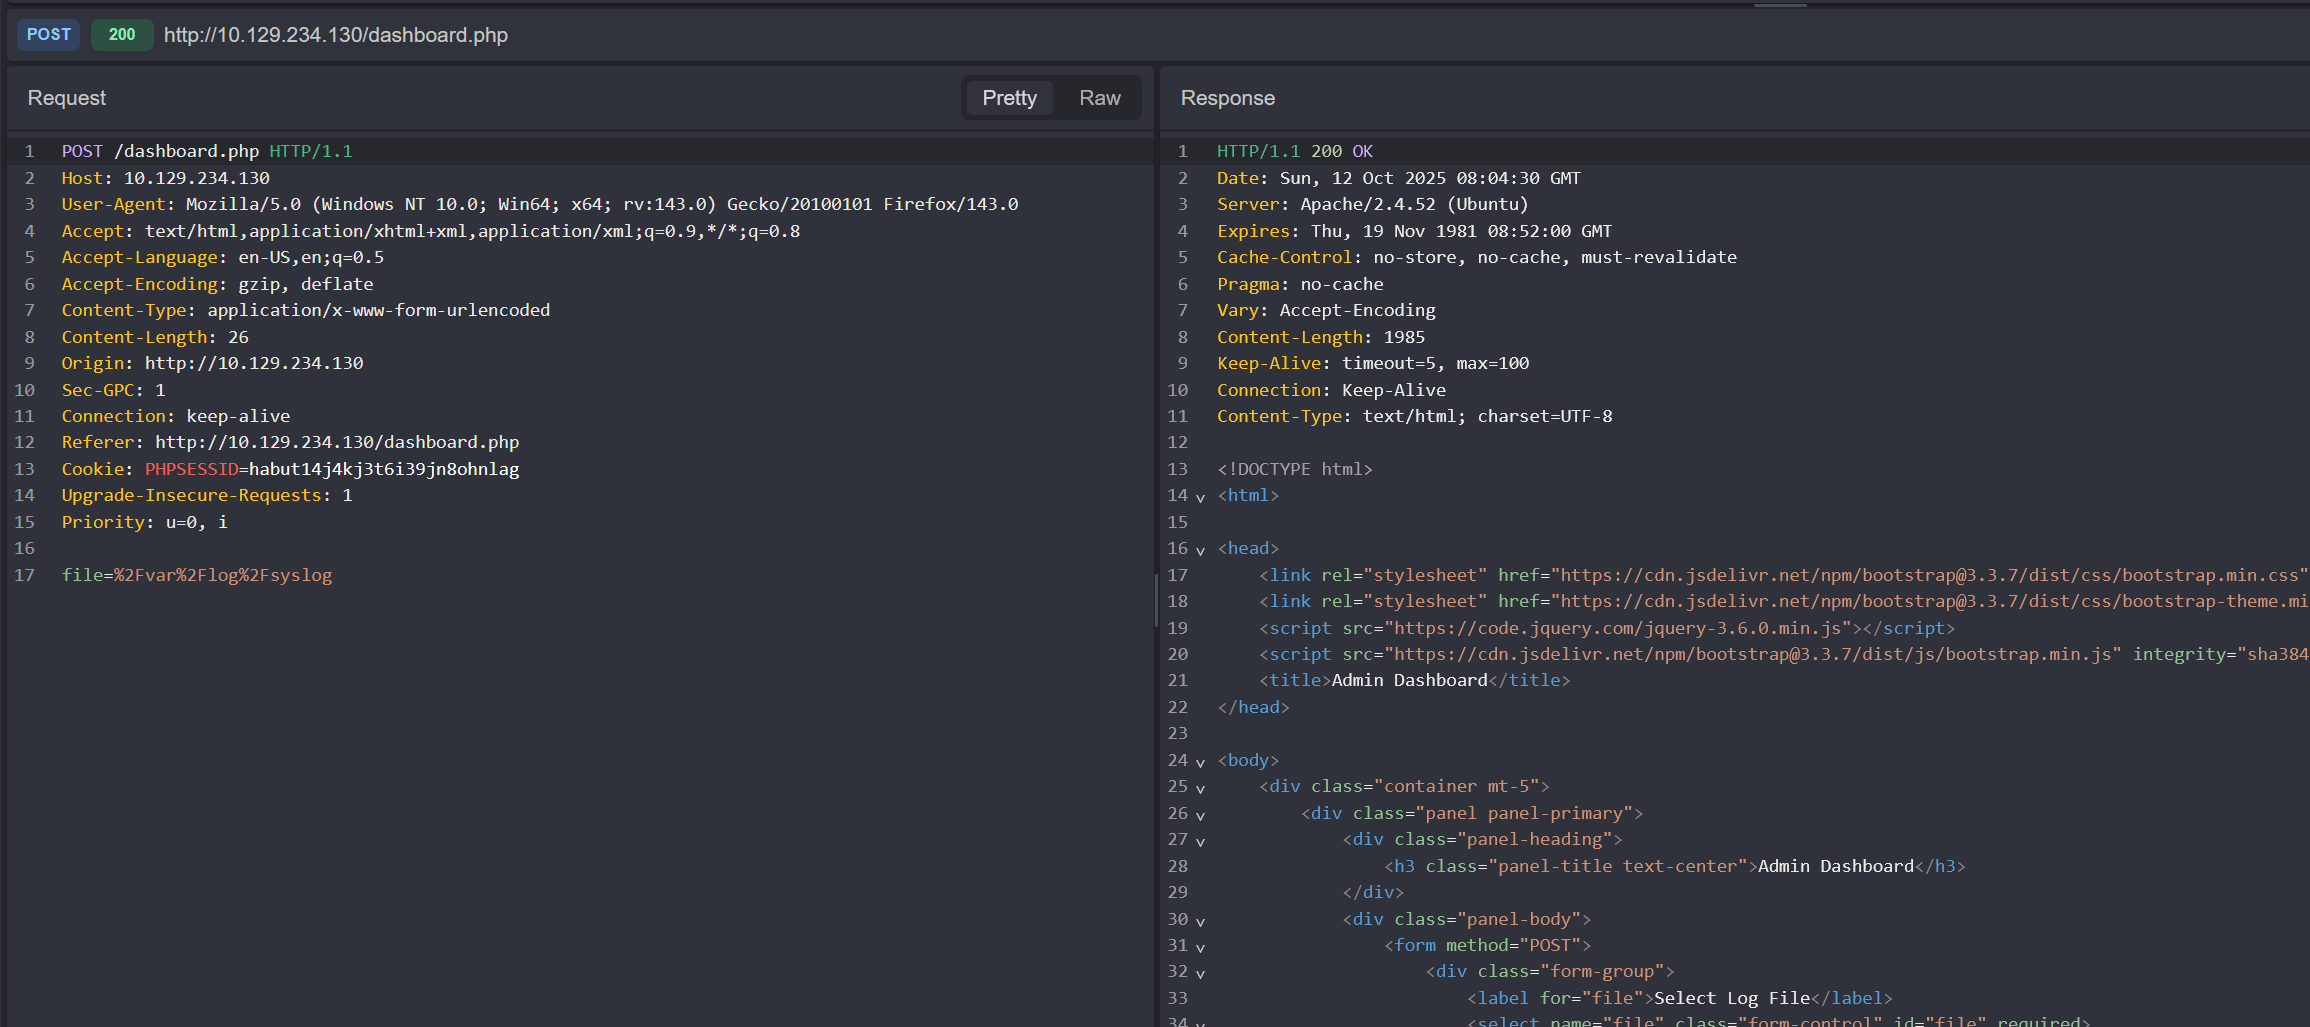 POST 200 http://10.129.234.130/dashboard.php
Request Pretty Raw
1 POST /dashboard.php HTTP/1.1
2 Host: 10.129.234.130
3 User-Agent: Mozilla/5.0 (Windows NT 10.0; Win64; x64; rv:143.0) Gecko/20100101 Firefox/143.0
4 Accept: text/html,application/xhtml+xml,application/xml;q=0.9,*/*;q=0.8
5 Accept-Language: en-US,en;q=0.5
6 Accept-Encoding: gzip, deflate
7 Content-Type: application/x-www-form-urlencoded
8 Content-Length: 26
9 Origin: http://10.129.234.130
10 Sec-GPC: 1
11 Connection: keep-alive
12 Referer: http://10.129.234.130/dashboard.php
13 Cookie: PHPSESSID=habut14j4kj3t6i39jn8ohnlag
14 Upgrade-Insecure-Requests: 1
15 Priority: u=0, i
16
17 file=%2Fvar%2Flog%2Fsyslog
Response
1 HTTP/1.1 200 OK
2 Date: Sun, 12 Oct 2025 08:04:30 GMT
3 Server: Apache/2.4.52 (Ubuntu)
4 Expires: Thu, 19 Nov 1981 08:52:00 GMT
5 Cache-Control: no-store, no-cache, must-revalidate
6 Pragma: no-cache
7 Vary: Accept-Encoding
8 Content-Length: 1985
9 Keep-Alive: timeout=5, max=100
10 Connection: Keep-Alive
11 Content-Type: text/html; charset=UTF-8
12
13 <!DOCTYPE html>
14 <html>
15
16 <head>
17 <link rel="stylesheet" href="https://cdn.jsdelivr.net/npm/bootstrap@3.3.7/dist/css/bootstrap.min.css"
18 <link rel="stylesheet" href="https://cdn.jsdelivr.net/npm/bootstrap@3.3.7/dist/css/bootstrap-theme.mi
19 <script src="https://code.jquery.com/jquery-3.6.0.min.js"></script>
20 <script src="https://cdn.jsdelivr.net/npm/bootstrap@3.3.7/dist/js/bootstrap.min.js" integrity="sha384
21 <title>Admin Dashboard</title>
22 </head>
23
24 <body>
25 <div class="container mt-5">
26 <div class="panel panel-primary">
27 <div class="panel-heading">
28 <h3 class="panel-title text-center">Admin Dashboard</h3>
29 </div>
30 <div class="panel-body">
31 <form method="POST">
32 <div class="form-group">
33 <label for="file">Select Log File</label>
34 <select name="file" class="form-control" id="file" required>